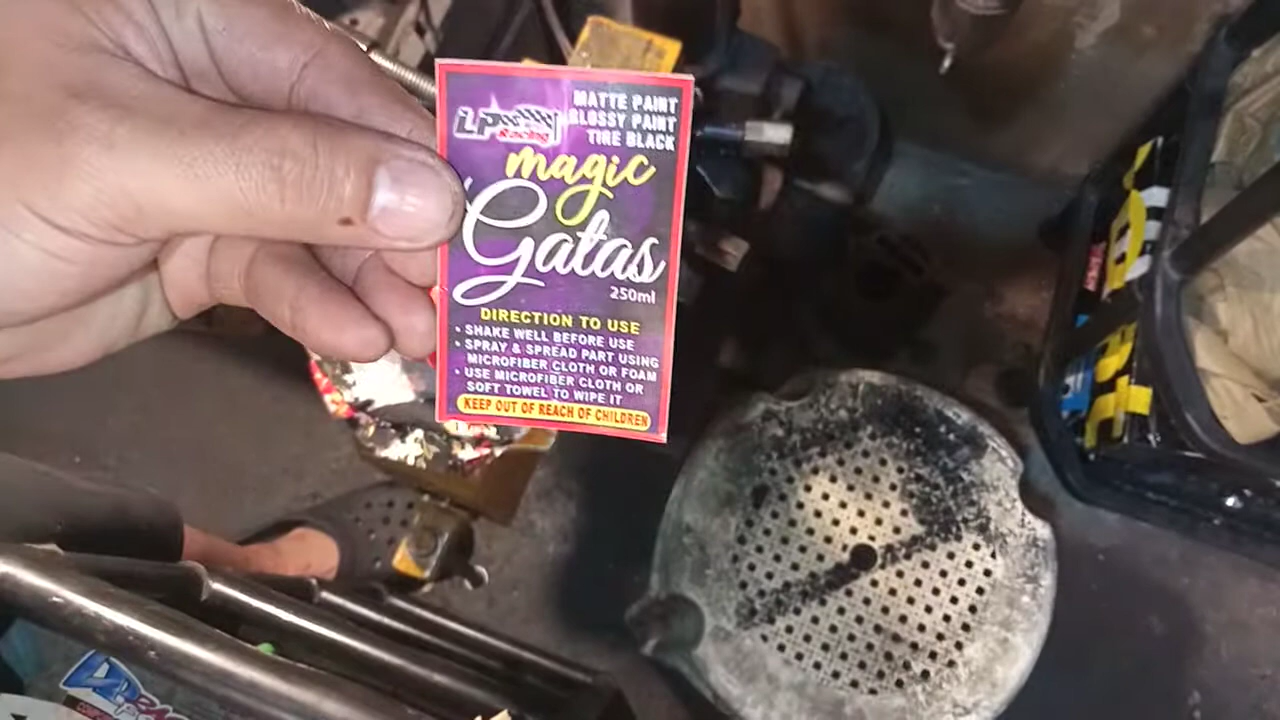 MATTE PAINT
LP Racing
GLOSSY PAINT
TIRE BLACK
magic
Gatas
250ml
DIRECTION TO USE
• SHAKE WELL BEFORE USE
• SPRAY & SPREAD PART USING
MICROFIBER CLOTH OR FOAM
• USE MICROFIBER CLOTH OR
SOFT TOWEL TO WIPE IT
KEEP OUT OF REACH OF CHILDREN